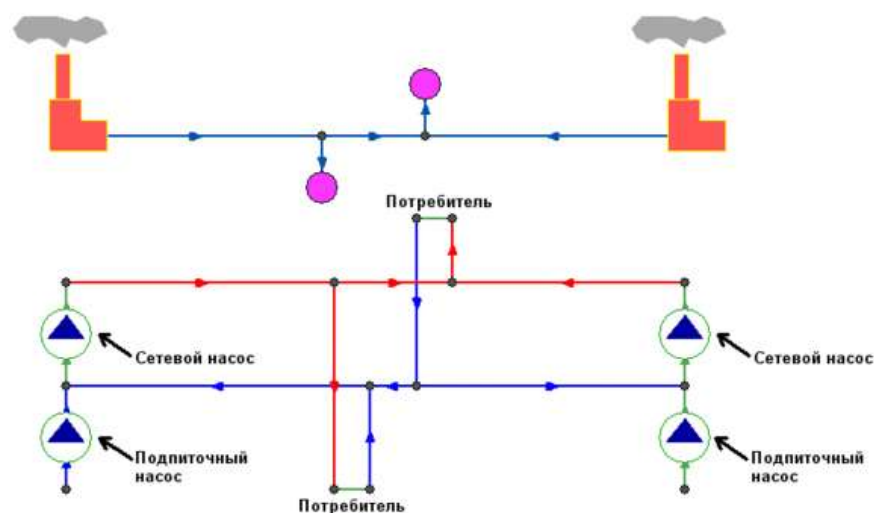 Потребитель
Сетевой насос
Сетевой насос
Подпиточный
насос
Подпиточный
насос
Потребитель